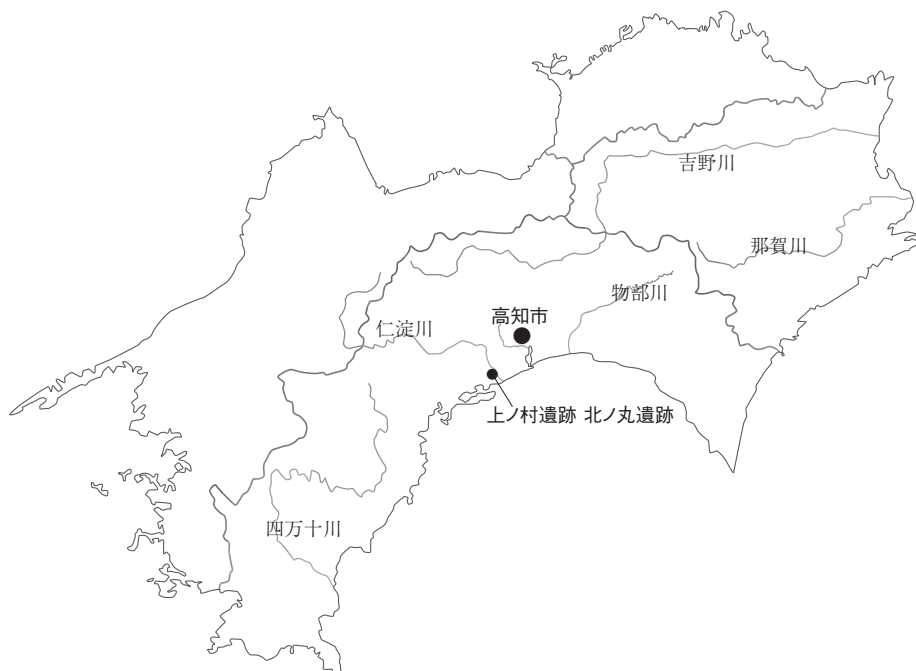 吉野川
那賀川
物部川
高知市
仁淀川
上ノ村遺跡 北ノ丸遺跡
四万十川